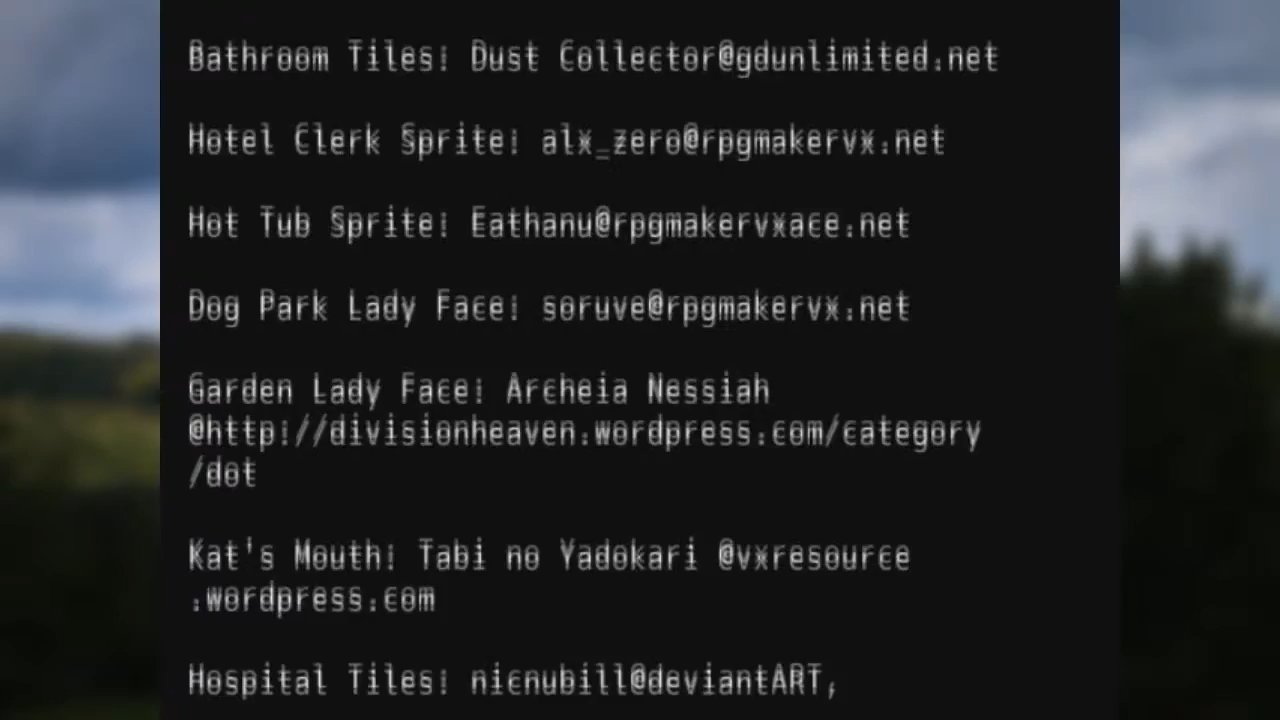 Bathroom Tiles: Dust Collector@gdunlimited.net
Hotel Clerk Sprite: alx_zero@rpgmakervx.net
Hot Tub Sprite: Eathanu@rpgmakervxace.net
Dog Park Lady Face: soruve@rpgmakervx.net
Garden Lady Face: Archeia Nessiah
@http://divisionheaven.wordpress.com/category
/dot
Kat's Mouth: Tabi no Yadokari @vxresource
.wordpress.com
Hospital Tiles: nicnubill@deviantART,